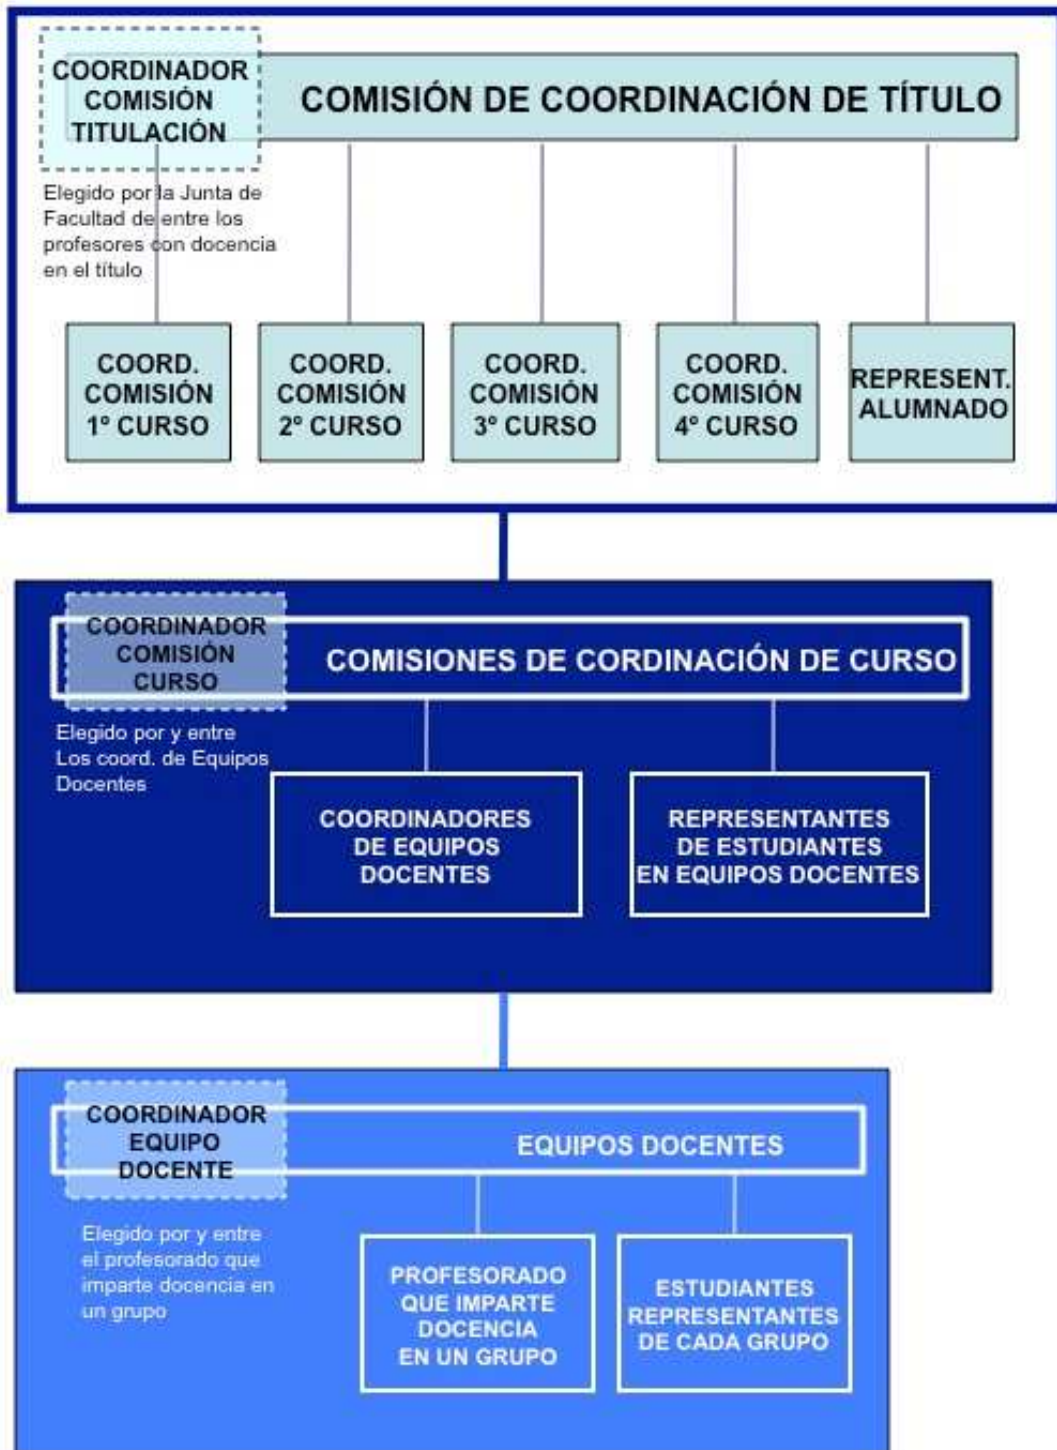 COORDINADOR
COMISIÓN
TITULACIÓN
COMISIÓN DE COORDINACIÓN DE TÍTULO
Elegido por la Junta de
Facultad de entre los
profesores con docencia
en el título
COORD.
COMISIÓN
1º CURSO
COORD.
COMISIÓN
2º CURSO
COORD.
COMISIÓN
3º CURSO
COORD.
COMISIÓN
4º CURSO
REPRESENT.
ALUMNADO
COORDINADOR
COMISIÓN
CURSO
COMISIONES DE CORDINACIÓN DE CURSO
Elegido por y entre
Los coord. de Equipos
Docentes
COORDINADORES
DE EQUIPOS
DOCENTES
REPRESENTANTES
DE ESTUDIANTES
EN EQUIPOS DOCENTES
COORDINADOR
EQUIPO
DOCENTE
EQUIPOS DOCENTES
Elegido por y entre
el profesorado que
imparte docencia en
un grupo
PROFESORADO
QUE IMPARTE
DOCENCIA
EN UN GRUPO
ESTUDIANTES
REPRESENTANTES
DE CADA GRUPO